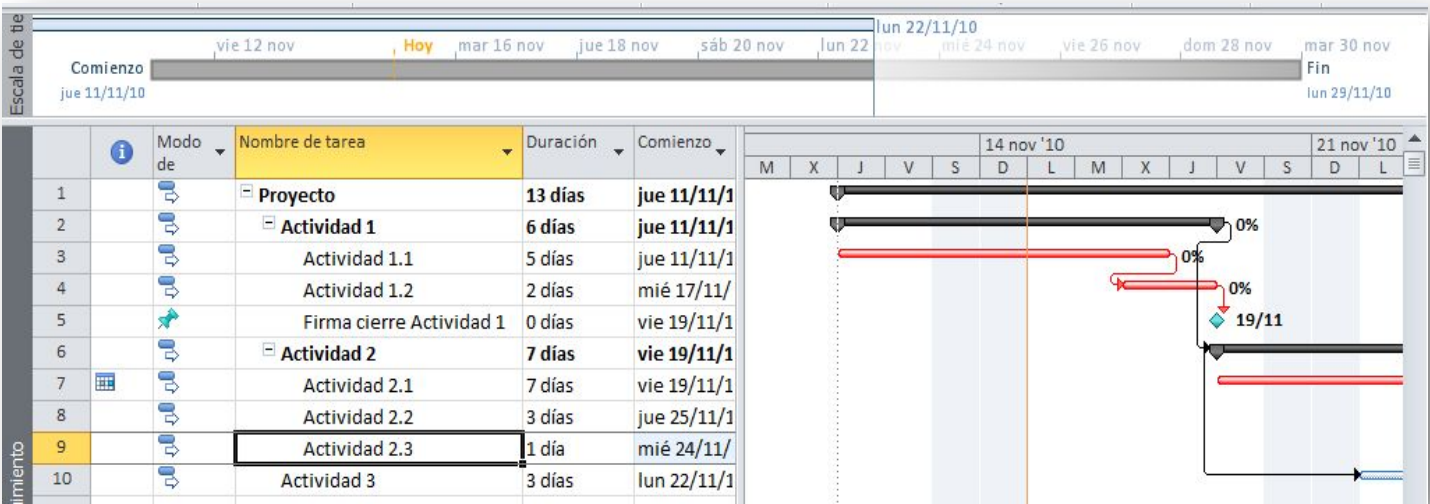 Escala de tie
lun 22/11/10
vie 12 nov Hoy mar 16 nov jue 18 nov sáb 20 nov lun 22 nov mié 24 nov vie 26 nov dom 28 nov mar 30 nov
Comienzo Fin
jue 11/11/10 lun 29/11/10
Modo de Nombre de tarea Duración Comienzo
14 nov '10 21 nov '10
M X J V S D L M X J V S D L
1 Proyecto 13 días jue 11/11/1
2 Actividad 1 6 días jue 11/11/1 0%
3 Actividad 1.1 5 días jue 11/11/1 0%
4 Actividad 1.2 2 días mié 17/11/ 0%
5 Firma cierre Actividad 1 0 días vie 19/11/1 19/11
6 Actividad 2 7 días vie 19/11/1
7 Actividad 2.1 7 días vie 19/11/1
8 Actividad 2.2 3 días jue 25/11/1
9 Actividad 2.3 1 día mié 24/11/
10 Actividad 3 3 días lun 22/11/1
imiento